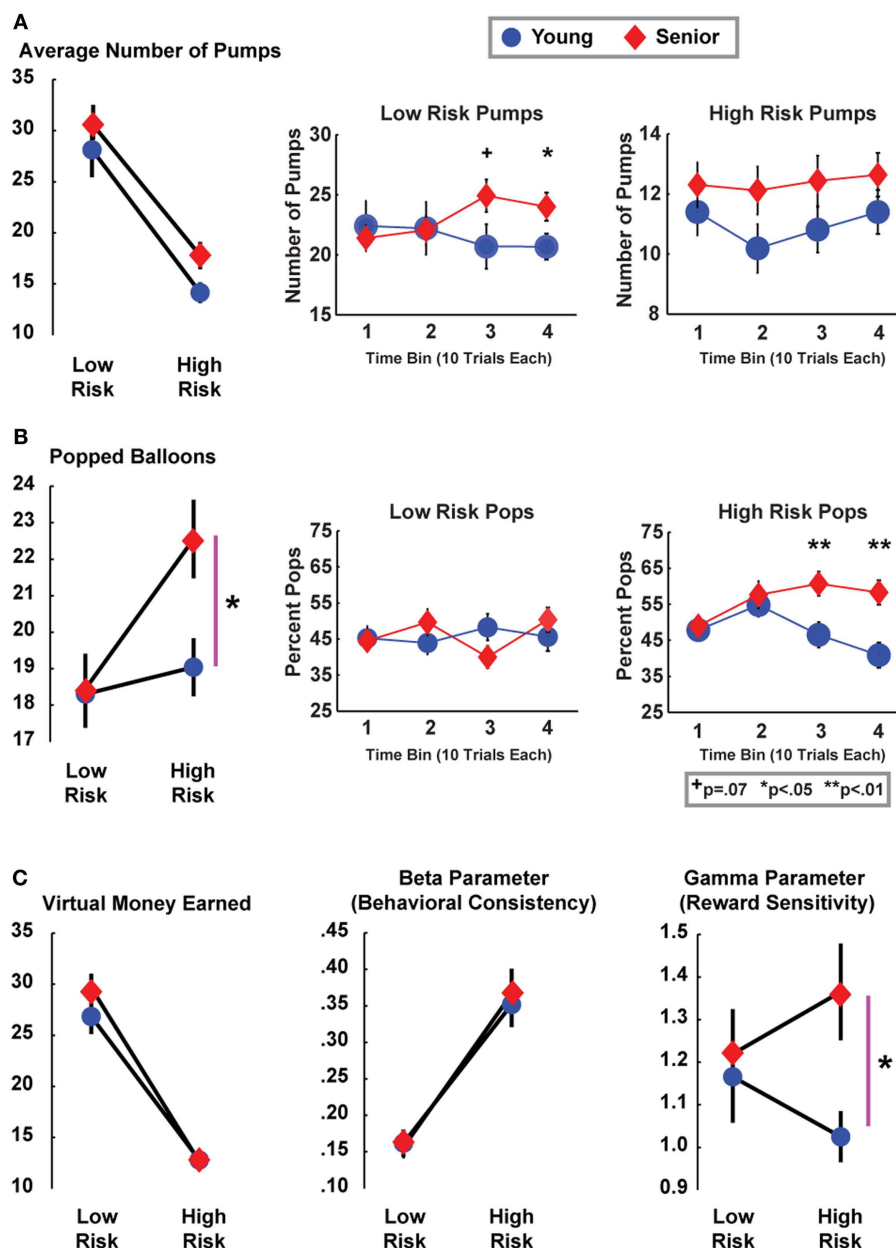 A
Average Number of Pumps
Young Senior
35
30
25
20
15
10
Low Risk
High Risk
Low Risk Pumps
Number of Pumps
30
25
20
15
+ *
1 2 3 4
Time Bin (10 Trials Each)
High Risk Pumps
Number of Pumps
14
12
10
8
1 2 3 4
Time Bin (10 Trials Each)
B
Popped Balloons
24
23
22
21
20
19
18
17
*
Low Risk
High Risk
Low Risk Pops
Percent Pops
75
65
55
45
35
25
1 2 3 4
Time Bin (10 Trials Each)
High Risk Pops
Percent Pops
75
65
55
45
35
25
** **
1 2 3 4
Time Bin (10 Trials Each)
+p=.07 *p<.05 **p<.01
C
Virtual Money Earned
35
30
25
20
15
10
Low Risk
High Risk
Beta Parameter
(Behavioral Consistency)
.45
.40
.35
.30
.25
.20
.15
.10
Low Risk
High Risk
Gamma Parameter
(Reward Sensitivity)
1.5
1.4
1.3
1.2
1.1
1.0
0.9
*
Low Risk
High Risk